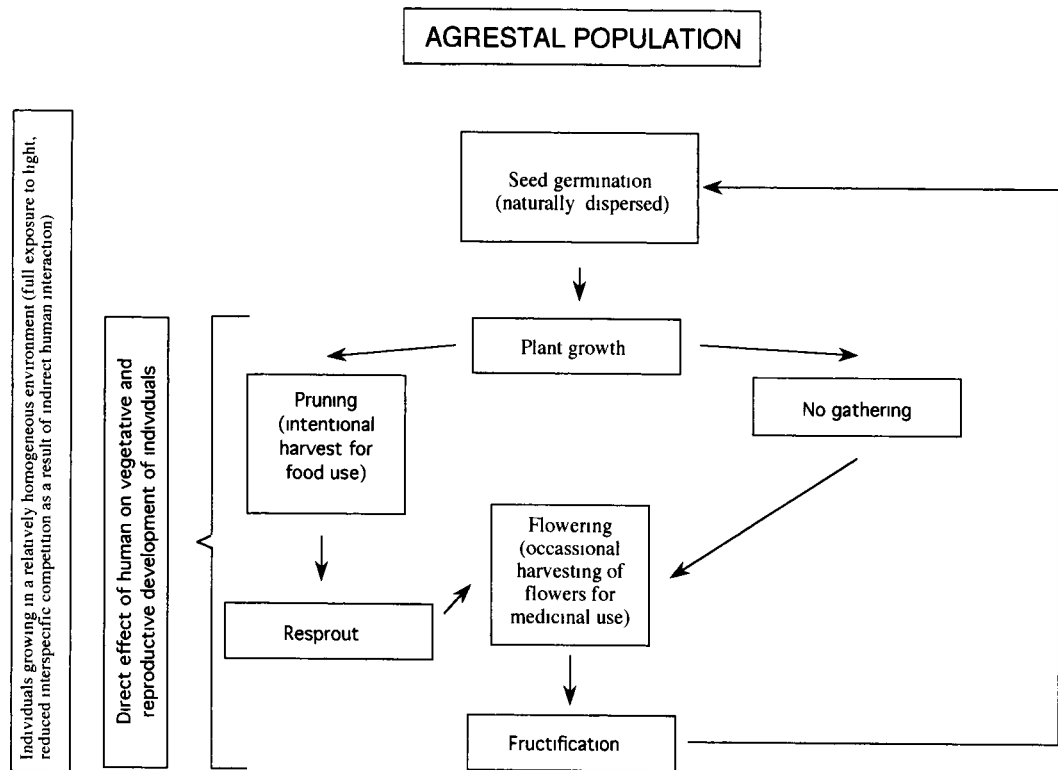 AGRESTAL POPULATION
Individuals growing in a relatively homogeneous environment (full exposure to light,
reduced interspecific competition as a result of indirect human interaction)
Direct effect of human on vegetative and
reproductive development of individuals
Seed germination
(naturally dispersed)
Plant growth
Pruning
(intentional
harvest for
food use)
No gathering
Flowering
(occassional
harvesting of
flowers for
medicinal use)
Resprout
Fructification